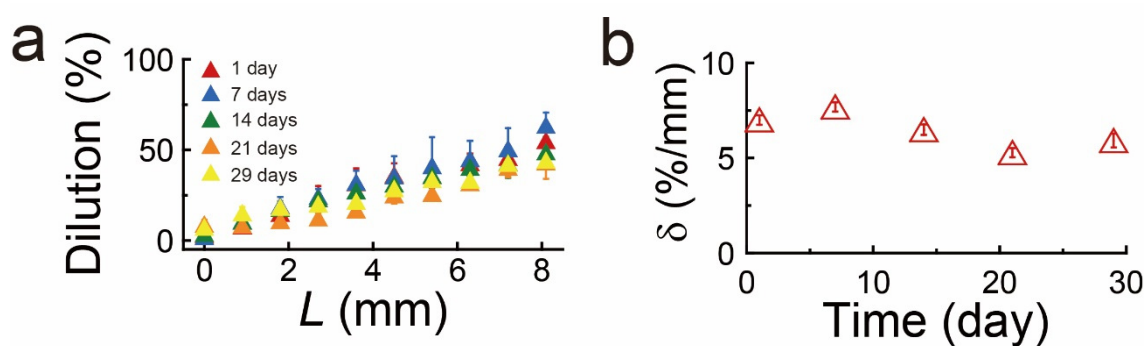 a
Dilution (%)
100
50
0
1 day
7 days
14 days
21 days
29 days
0 2 4 6 8
L (mm)
b
δ (%/mm)
10
5
0
0 10 20 30
Time (day)